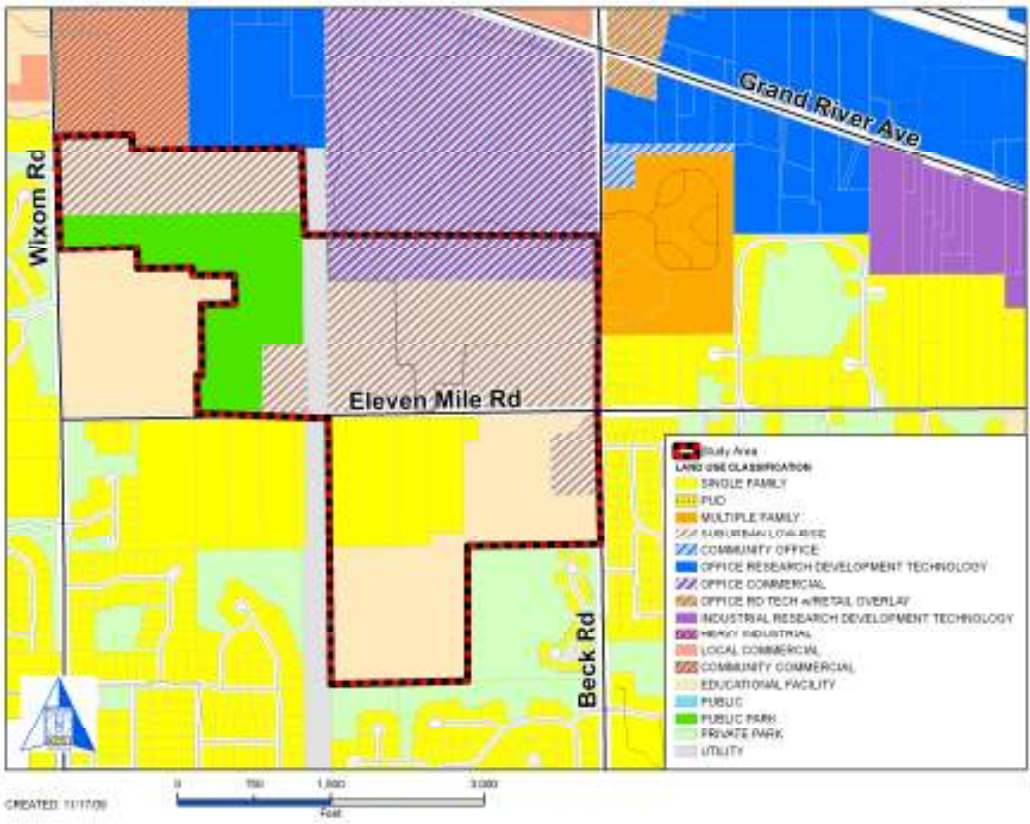 Grand River Ave
Wixom Rd
Eleven Mile Rd
Beck Rd
Study Area
LAND USE CLASSIFICATION
SINGLE FAMILY
PUD
MULTIPLE FAMILY
SUBURBAN LOW-RISE
COMMUNITY OFFICE
OFFICE RESEARCH DEVELOPMENT TECHNOLOGY
OFFICE COMMERCIAL
OFFICE RD TECH w/RETAIL OVERLAY
INDUSTRIAL RESEARCH DEVELOPMENT TECHNOLOGY
HEAVY INDUSTRIAL
LOCAL COMMERCIAL
COMMUNITY COMMERCIAL
EDUCATIONAL FACILITY
PUBLIC
PUBLIC PARK
PRIVATE PARK
UTILITY
0 750 1,500 3,000
Feet
CREATED: 11/17/09